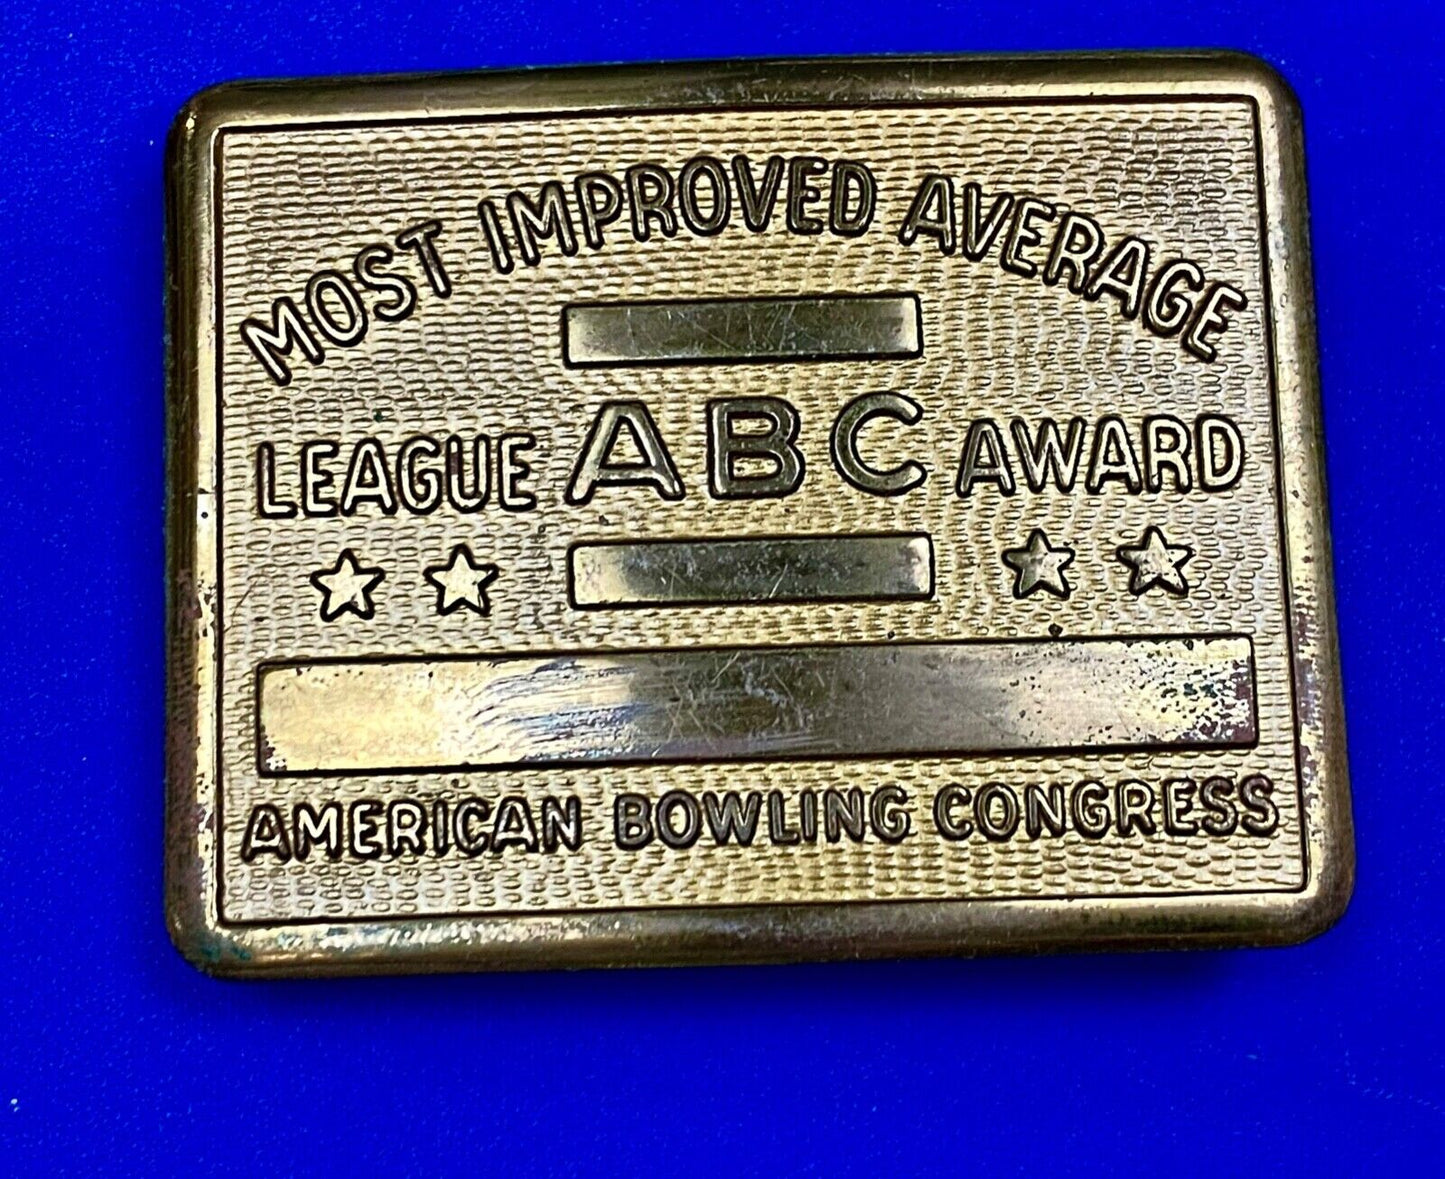 MOST IMPROVED AVERAGE
LEAGUE ABC AWARD
AMERICAN BOWLING CONGRESS